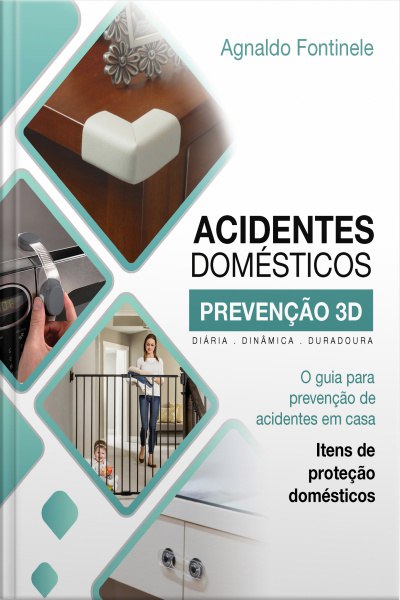 Agnaldo Fontinele
ACIDENTES
DOMÉSTICOS
PREVENÇÃO 3D
DIÁRIA . DINÂMICA . DURADOURA
O guia para
prevenção de
acidentes em casa
Itens de
proteção
domésticos